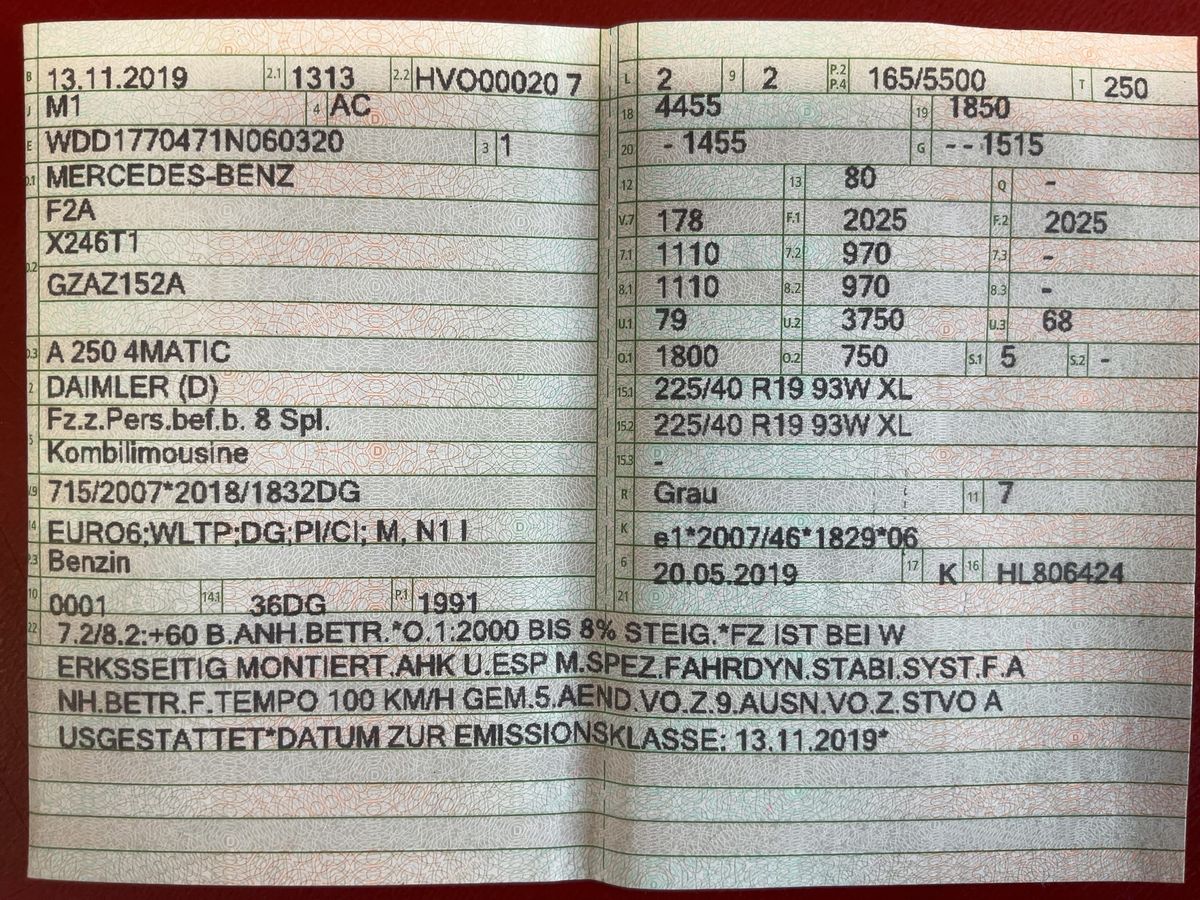 B 13.11.2019 2.1 1313 2.2 HVO00020 7
J M1 4 AC
E WDD1770471N060320 3 1
D.1 MERCEDES-BENZ
F2A
X246T1
D.2
GZAZ152A
D.3 A 250 4MATIC
2 DAIMLER (D)
Fz.z.Pers.bef.b. 8 Spl.
5
Kombilimousine
V.9 715/2007*2018/1832DG
14 EURO6;WLTP;DG;PI/CI; M, N1 I
P.3 Benzin
10 0001 14.1 36DG P.1 1991
L 2 9 2 P.2 P.4 165/5500 T 250
18 4455 19 1850
20 - 1455 G - - 1515
12 13 80 Q -
V.7 178 F.1 2025 F.2 2025
7.1 1110 7.2 970 7.3 -
8.1 1110 8.2 970 8.3 -
U.1 79 U.2 3750 U.3 68
O.1 1800 O.2 750 S.1 5 S.2 -
15.1 225/40 R19 93W XL
15.2 225/40 R19 93W XL
15.3 -
R Grau 11 7
K e1*2007/46*1829*06
6 20.05.2019 17 K 16 HL806424
21
22 7.2/8.2:+60 B.ANH.BETR.*O.1:2000 BIS 8% STEIG.*FZ IST BEI W
ERKSSEITIG MONTIERT.AHK U.ESP M.SPEZ.FAHRDYN.STABI.SYST.F.A
NH.BETR.F.TEMPO 100 KM/H GEM.5.AEND.VO.Z.9.AUSN.VO.Z.STVO A
USGESTATTET*DATUM ZUR EMISSIONSKLASSE: 13.11.2019*